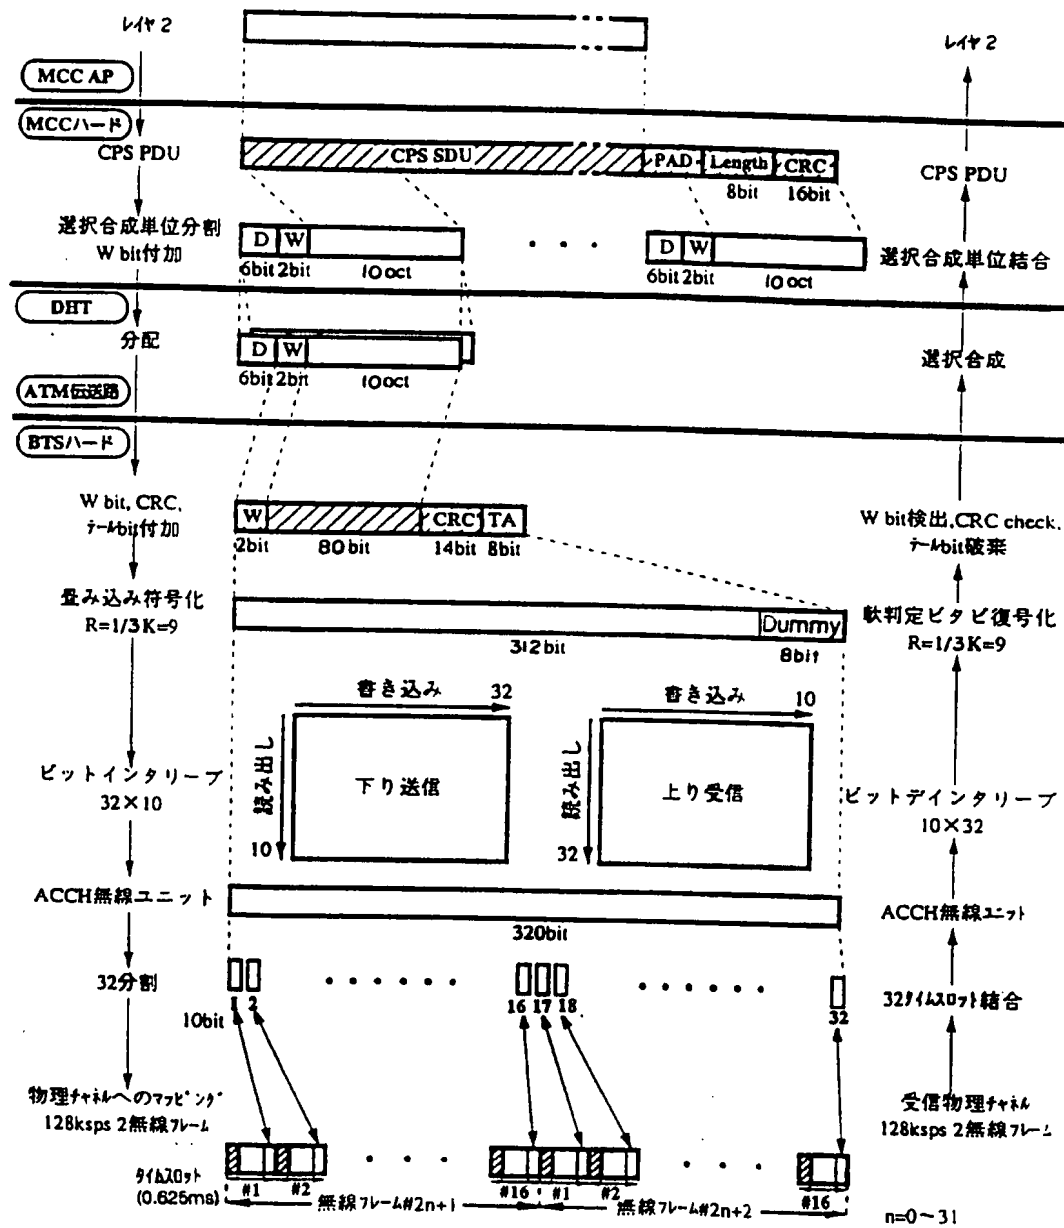 レイヤ2
レイヤ2
MCC AP
MCCハード
CPS PDU
CPS SDU
PAD
Length
CRC
8bit
16bit
CPS PDU
選択合成単位分割
W bit付加
D
W
6bit
2bit
10oct
・・・
D
W
6bit
2bit
10oct
選択合成単位結合
DHT
分配
D
W
6bit
2bit
10oct
選択合成
ATM伝送路
BTSハード
W bit, CRC,
テールbit付加
W
CRC
TA
2bit
80bit
14bit
8bit
W bit検出,CRC check,
テールbit破棄
畳み込み符号化
R=1/3 K=9
Dummy
312bit
8bit
軟判定ビタビ復号化
R=1/3 K=9
書き込み
32
読み出し
10
下り送信
書き込み
10
読み出し
32
上り受信
ビットインタリーブ
32×10
ビットデインタリーブ
10×32
ACCH無線ユニット
320bit
ACCH無線ユニット
32分割
1
2
・・・・・・
16
17
18
・・・・・・
32
10bit
32タイムスロット結合
物理チャネルへのマッピング
128ksps 2無線フレーム
受信物理チャネル
128ksps 2無線フレーム
タイムスロット
(0.625ms)
#1
#2
・・・・
#16
#1
#2
・・・
#16
無線フレーム#2n+1
無線フレーム#2n+2
n=0～31